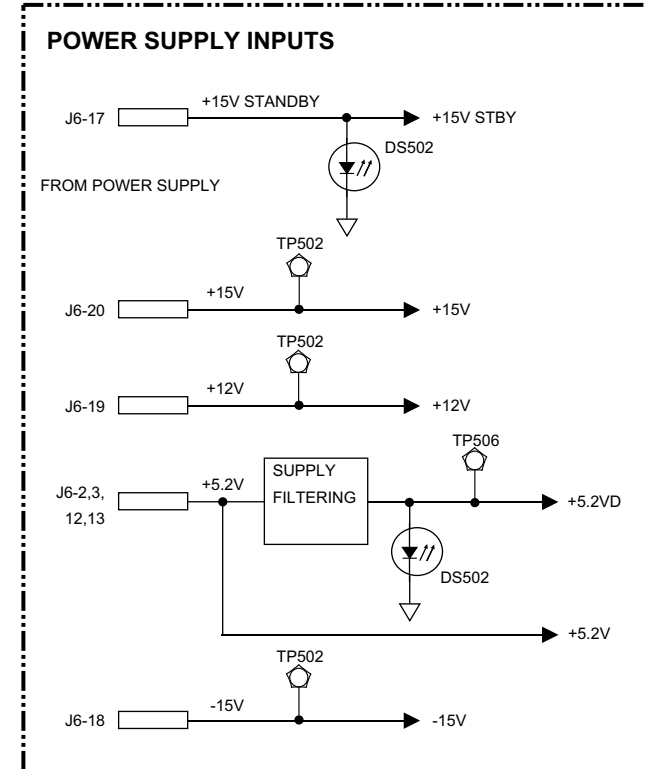 POWER SUPPLY INPUTS
+15V STANDBY
J6-17
+15V STBY
DS502
FROM POWER SUPPLY
TP502
+15V
J6-20
+15V
TP502
+12V
J6-19
+12V
TP506
SUPPLY
FILTERING
+5.2V
J6-2,3,
12,13
+5.2VD
DS502
+5.2V
TP502
-15V
J6-18
-15V